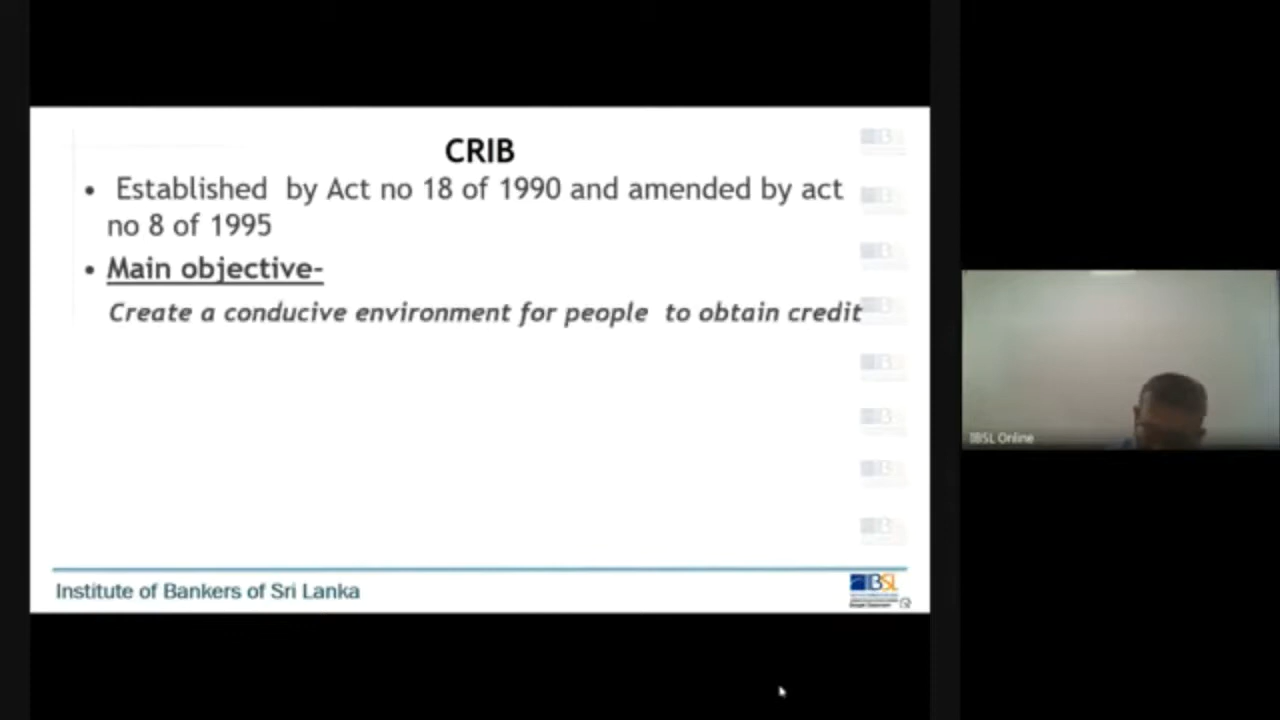 CRIB
• Established by Act no 18 of 1990 and amended by act
no 8 of 1995
• Main objective-
Create a conducive environment for people to obtain credit
Institute of Bankers of Sri Lanka
IBSL
IBSL Online